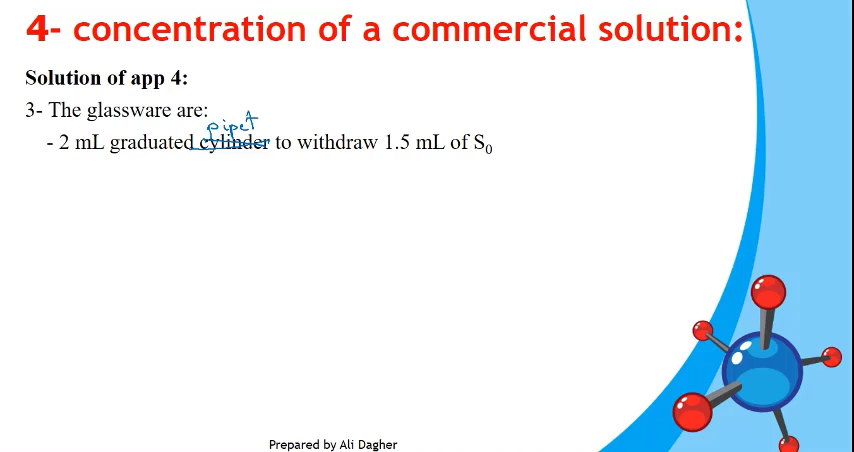 4- concentration of a commercial solution:
Solution of app 4:
3- The glassware are:
pipet
- 2 mL graduated cylinder to withdraw 1.5 mL of S₀
Prepared by Ali Dagher